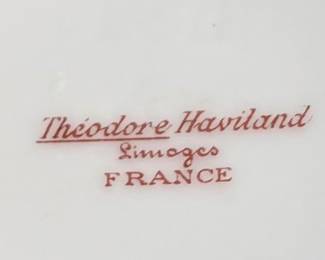 Théodore Haviland
Limoges
FRANCE